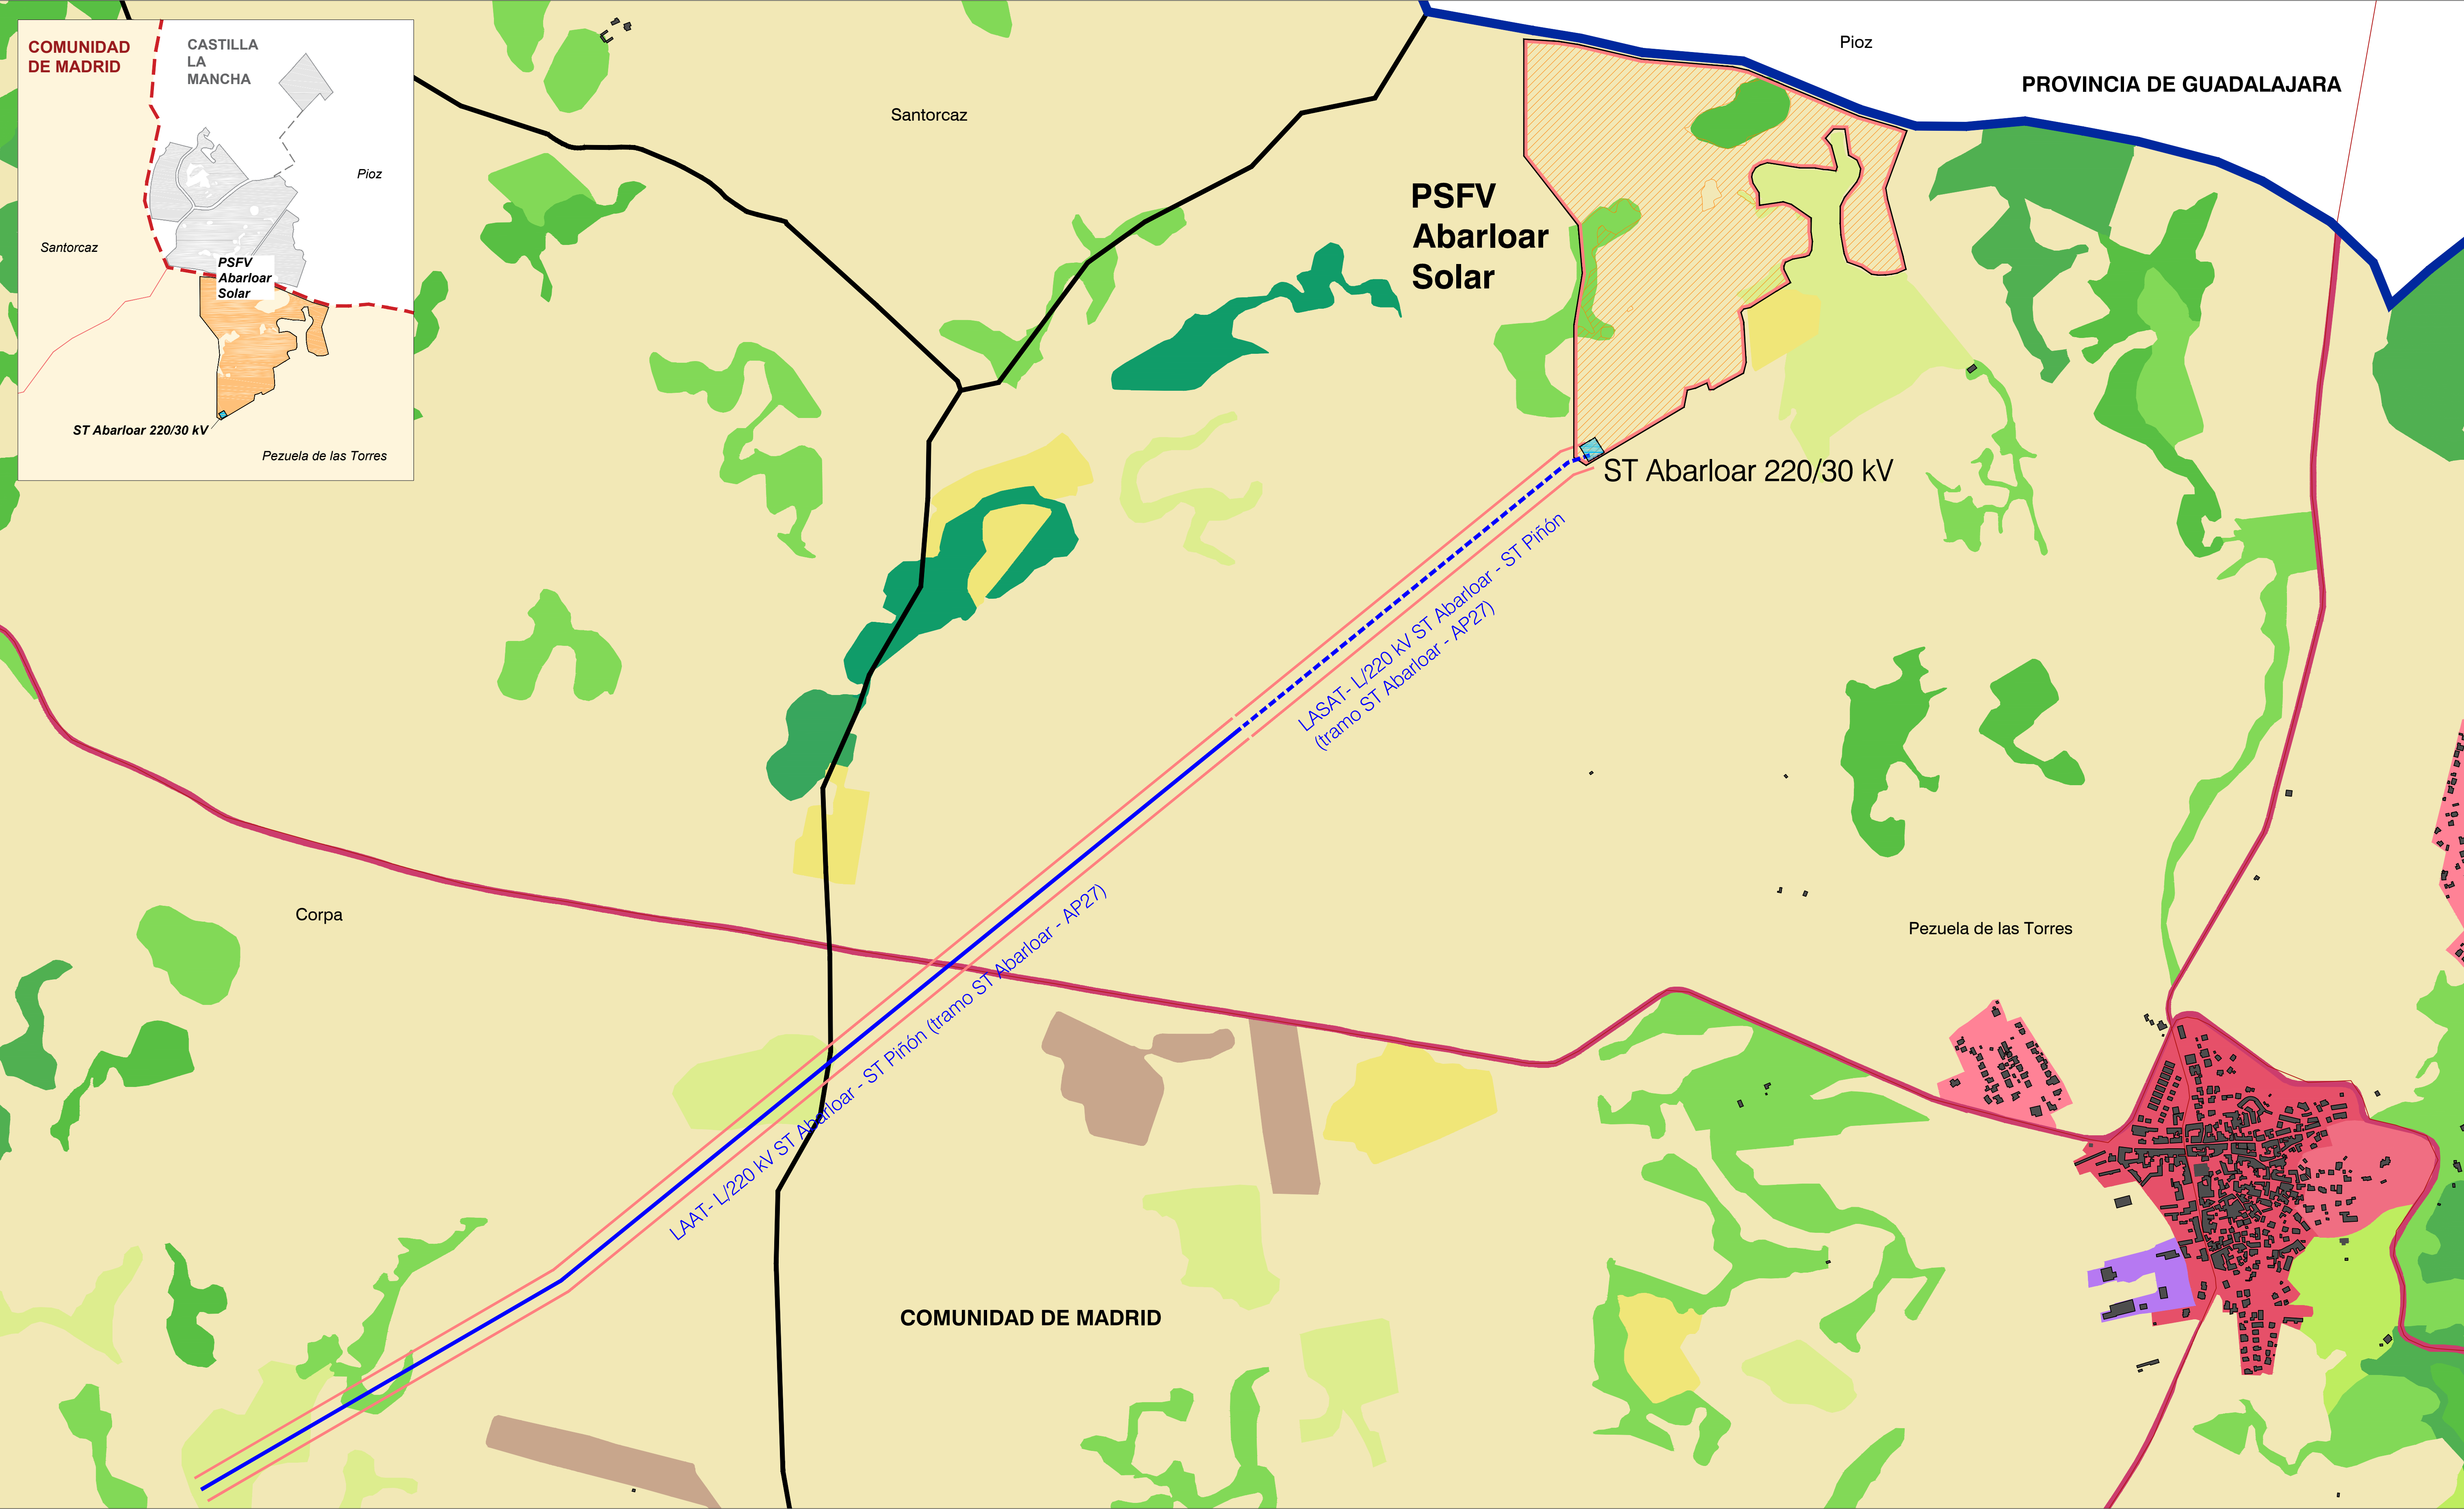 COMUNIDAD
DE MADRID
CASTILLA
LA
MANCHA
Pioz
Santorcaz
PSFV
Abarloar
Solar
ST Abarloar 220/30 kV
Pezuela de las Torres
Pioz
PROVINCIA DE GUADALAJARA
Santorcaz
PSFV
Abarloar
Solar
ST Abarloar 220/30 kV
LASAT- L/220 kV ST Abarloar - ST Piñón
(tramo ST Abarloar - AP27)
LAAT- L/220 kV ST Abarloar - ST Piñón (tramo ST Abarloar - AP27)
Corpa
Pezuela de las Torres
COMUNIDAD DE MADRID